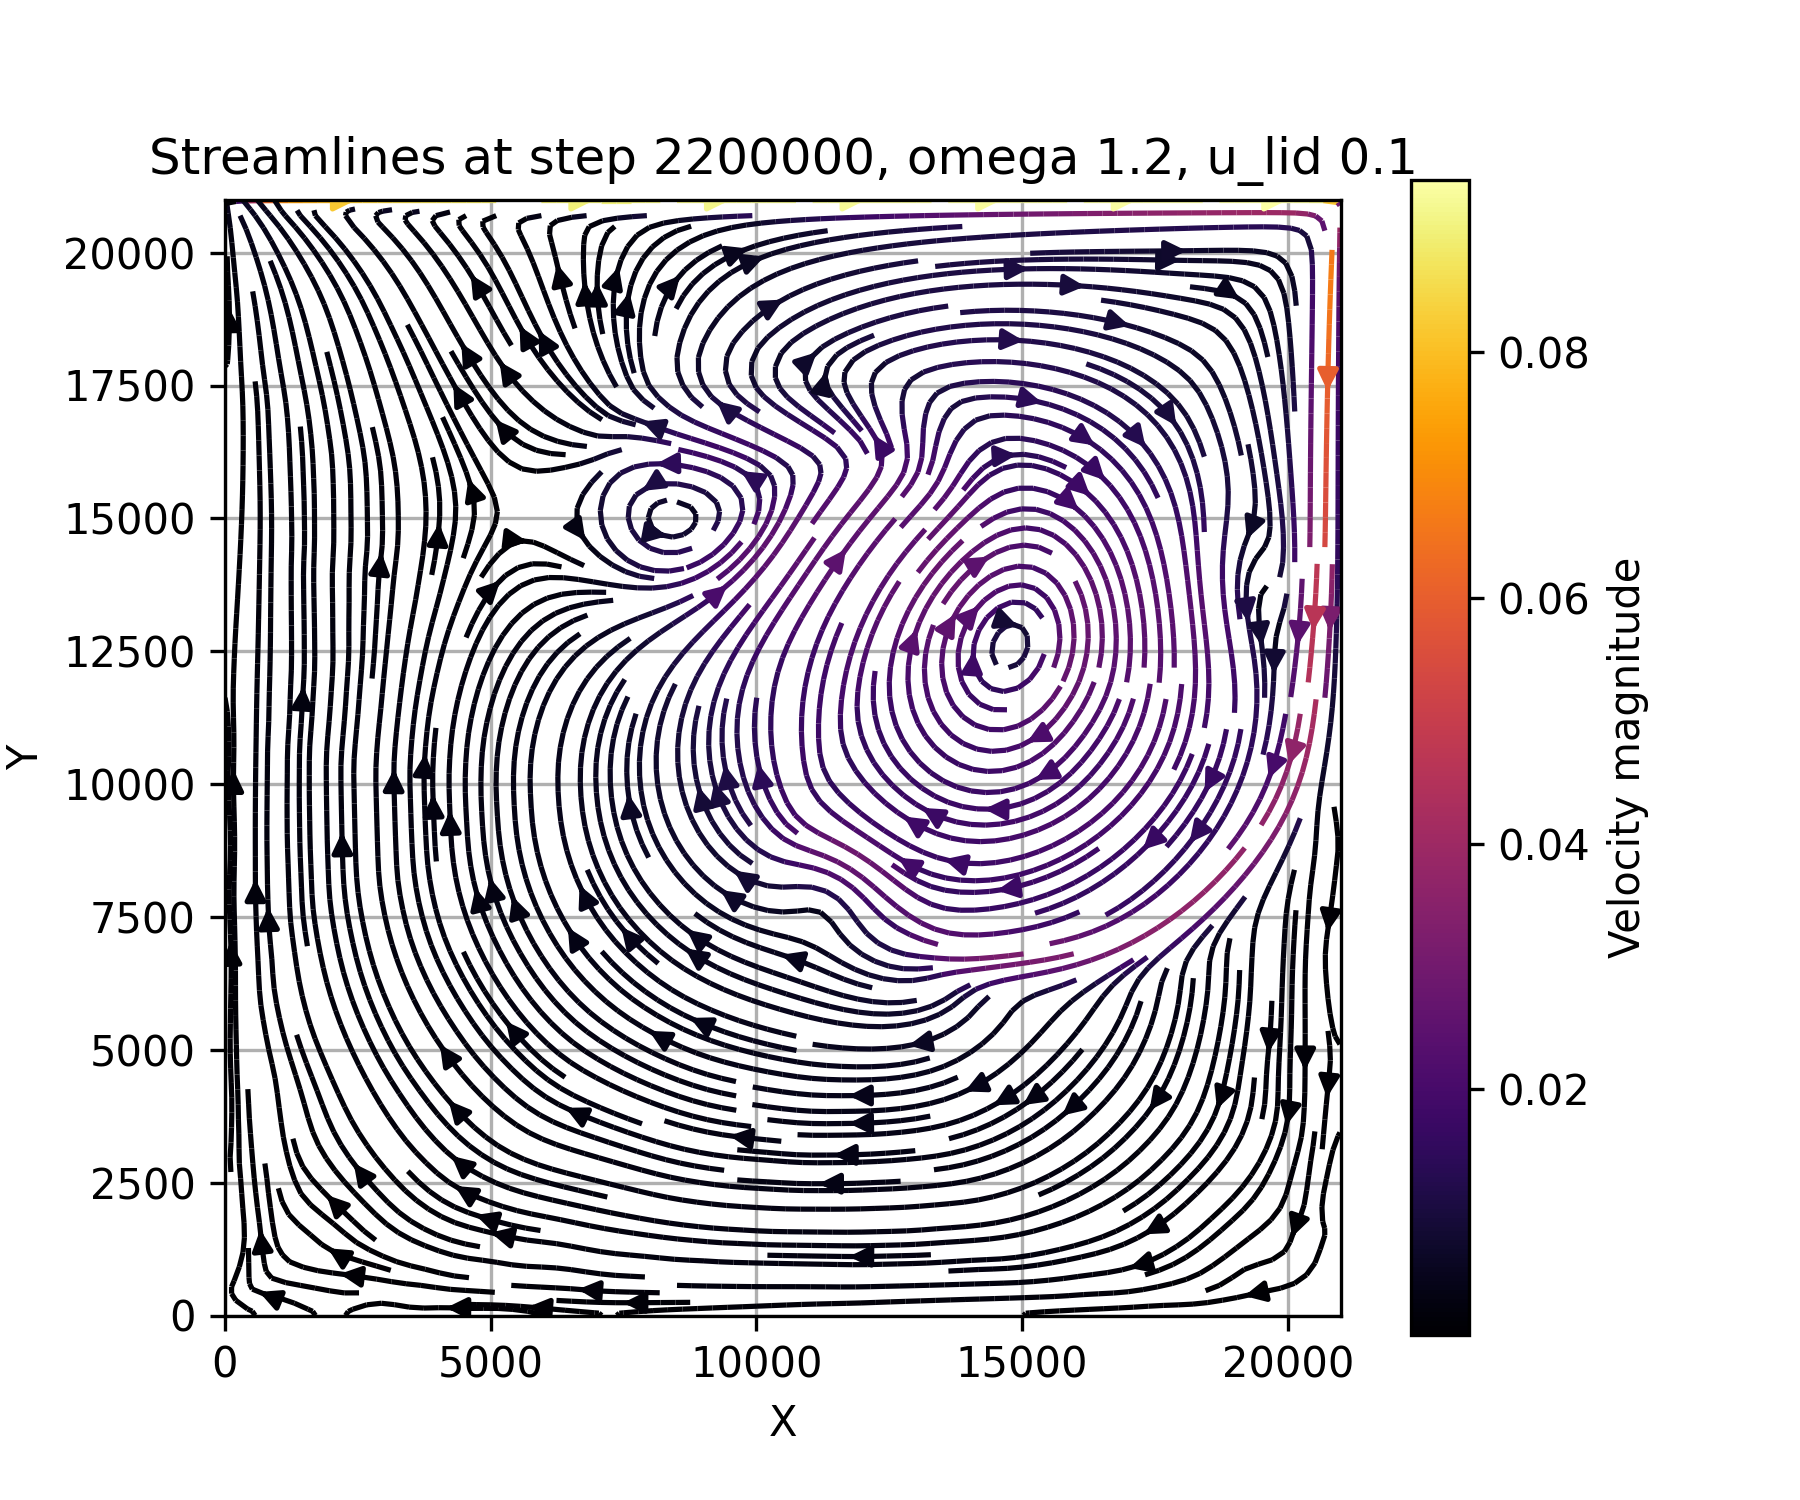 Streamlines at step 2200000, omega 1.2, u_lid 0.1
20000
17500
15000
12500
10000
7500
5000
2500
0
Y
0 5000 10000 15000 20000
X
0.08
0.06
0.04
0.02
Velocity magnitude